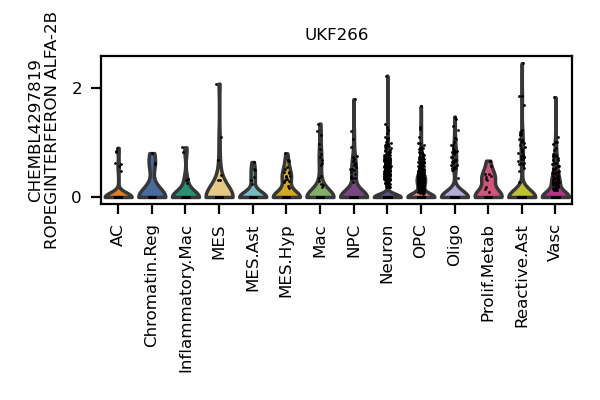 UKF266
CHEMBL4297819
ROPEGINTERFERON ALFA-2B
2
0
AC
Chromatin.Reg
Inflammatory.Mac
MES
MES.Ast
MES.Hyp
Mac
NPC
Neuron
OPC
Oligo
Prolif.Metab
Reactive.Ast
Vasc